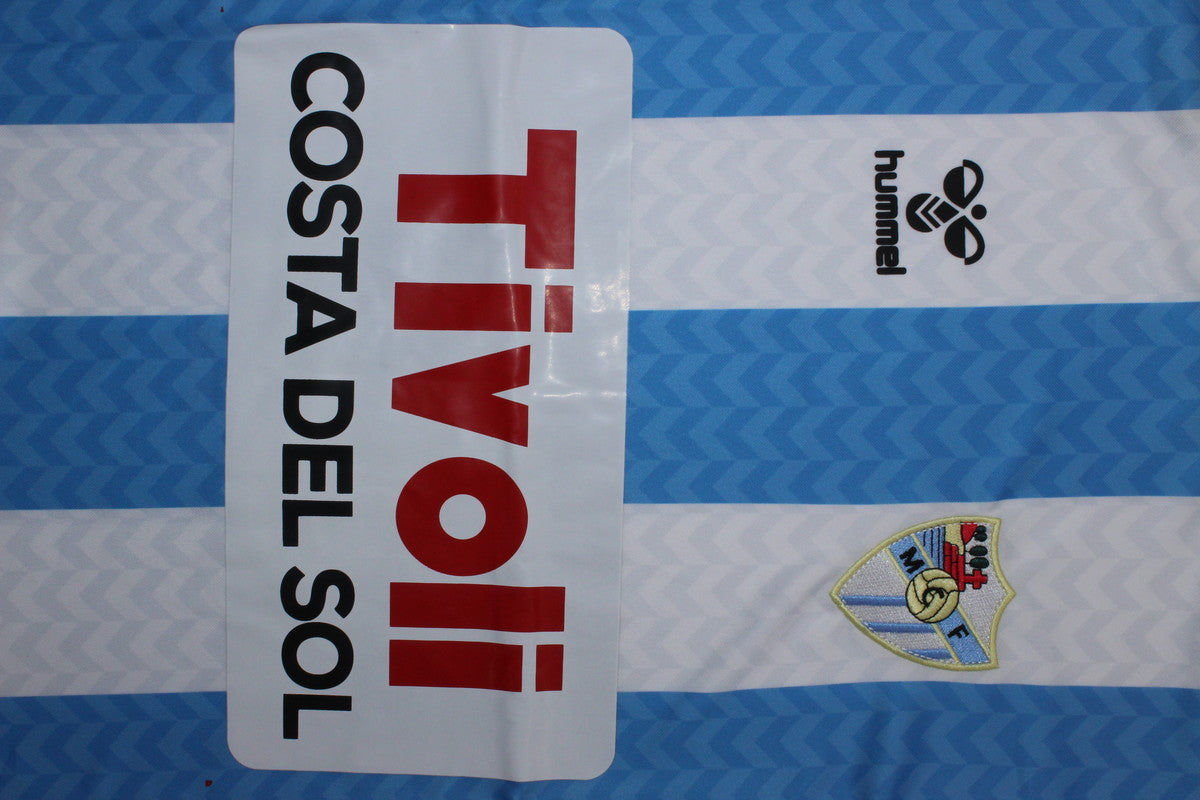 hummel
M C F
Tivoli
COSTA DEL SOL